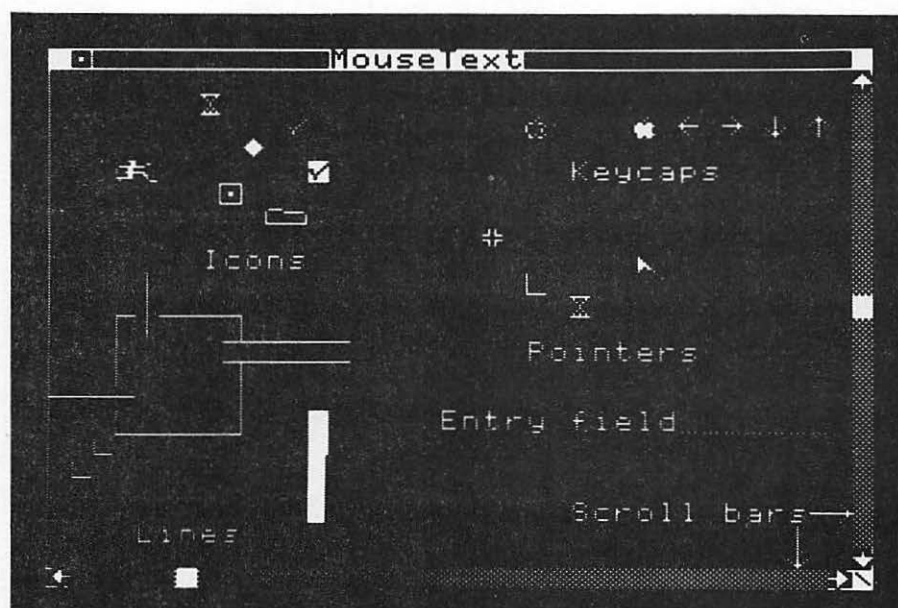 MouseText
Keycaps
Icons
Pointers
Entry field
Scroll bars
Lines